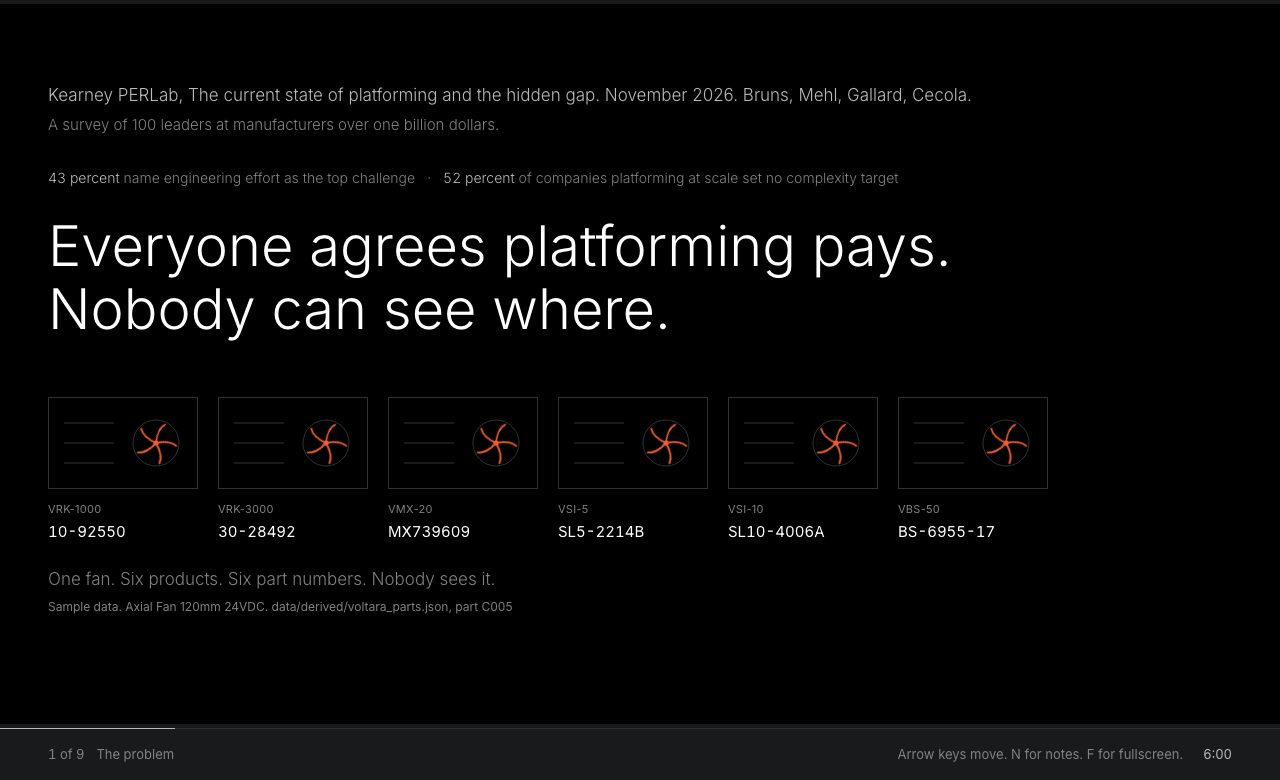 Kearney PERLab, The current state of platforming and the hidden gap. November 2026. Bruns, Mehl, Gallard, Cecola.
A survey of 100 leaders at manufacturers over one billion dollars.
43 percent name engineering effort as the top challenge · 52 percent of companies platforming at scale set no complexity target
Everyone agrees platforming pays.
Nobody can see where.
VRK-1000 VRK-3000 VMX-20 VSI-5 VSI-10 VBS-50
10-92550 30-28492 MX739609 SL5-2214B SL10-4006A BS-6955-17
One fan. Six products. Six part numbers. Nobody sees it.
Sample data. Axial Fan 120mm 24VDC. data/derived/voltara_parts.json, part C005
1 of 9 The problem Arrow keys move. N for notes. F for fullscreen. 6:00